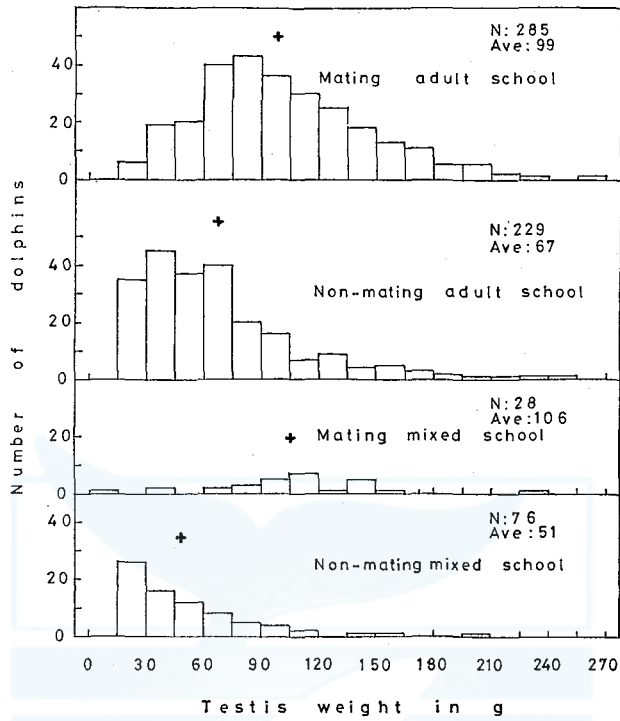 N: 285
Ave: 99
Mating adult school
40
20
0
N: 229
Ave: 67
Non-mating adult school
40
20
0
N: 28
Ave: 106
+ Mating mixed school
20
0
N: 76
Ave: 51
Non-mating mixed school
20
0
0 30 60 90 120 150 180 210 240 270
Testis weight in g
Number of dolphins